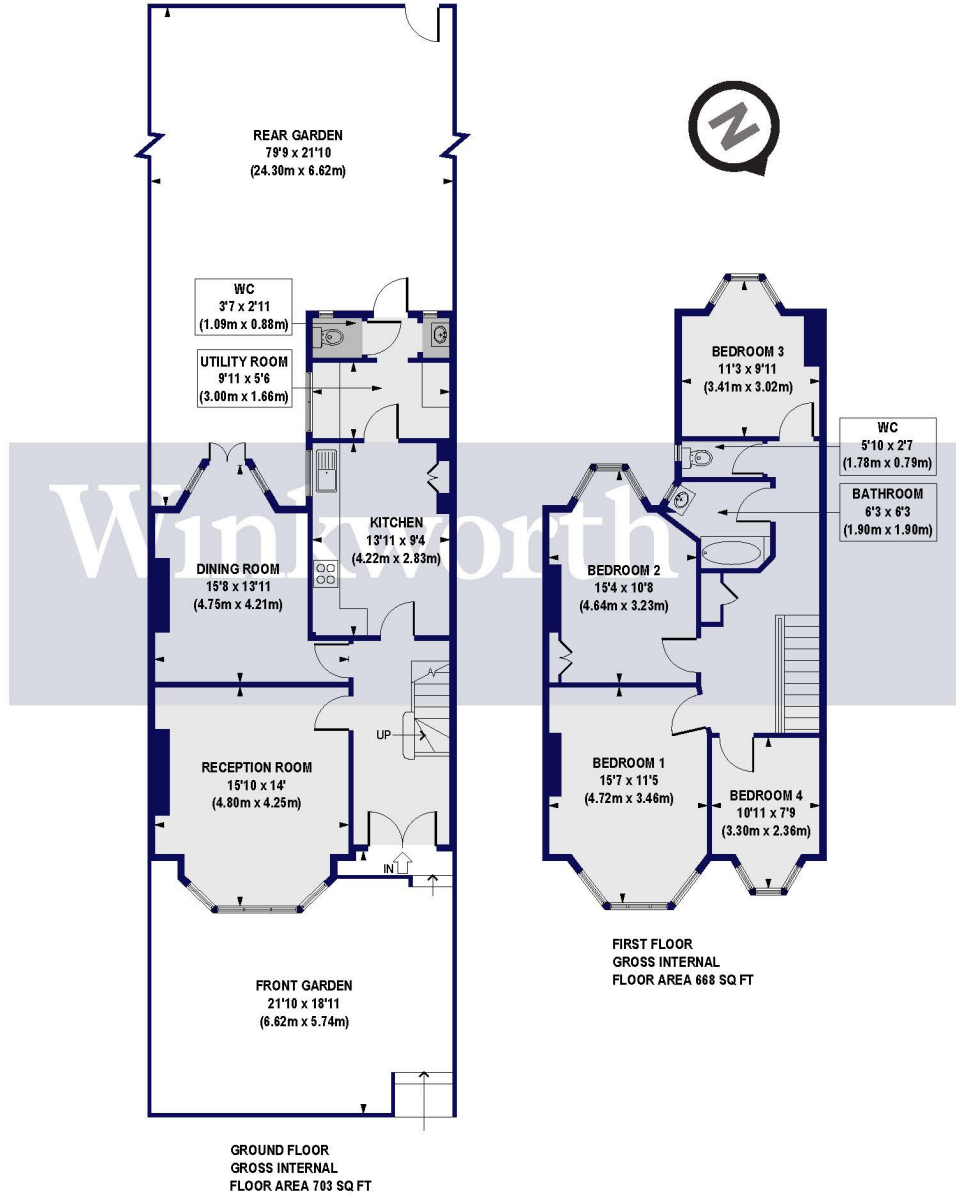 REAR GARDEN
79'9 x 21'10
(24.30m x 6.62m)
N
WC
3'7 x 2'11
(1.09m x 0.88m)
UTILITY ROOM
9'11 x 5'6
(3.00m x 1.66m)
BEDROOM 3
11'3 x 9'11
(3.41m x 3.02m)
WC
5'10 x 2'7
(1.78m x 0.79m)
BATHROOM
6'3 x 6'3
(1.90m x 1.90m)
Winkworth
KITCHEN
13'11 x 9'4
(4.22m x 2.83m)
DINING ROOM
15'8 x 13'11
(4.75m x 4.21m)
BEDROOM 2
15'4 x 10'8
(4.64m x 3.23m)
UP
RECEPTION ROOM
15'10 x 14'
(4.80m x 4.25m)
BEDROOM 1
15'7 x 11'5
(4.72m x 3.46m)
BEDROOM 4
10'11 x 7'9
(3.30m x 2.36m)
IN
FRONT GARDEN
21'10 x 18'11
(6.62m x 5.74m)
FIRST FLOOR
GROSS INTERNAL
FLOOR AREA 668 SQ FT
GROUND FLOOR
GROSS INTERNAL
FLOOR AREA 703 SQ FT